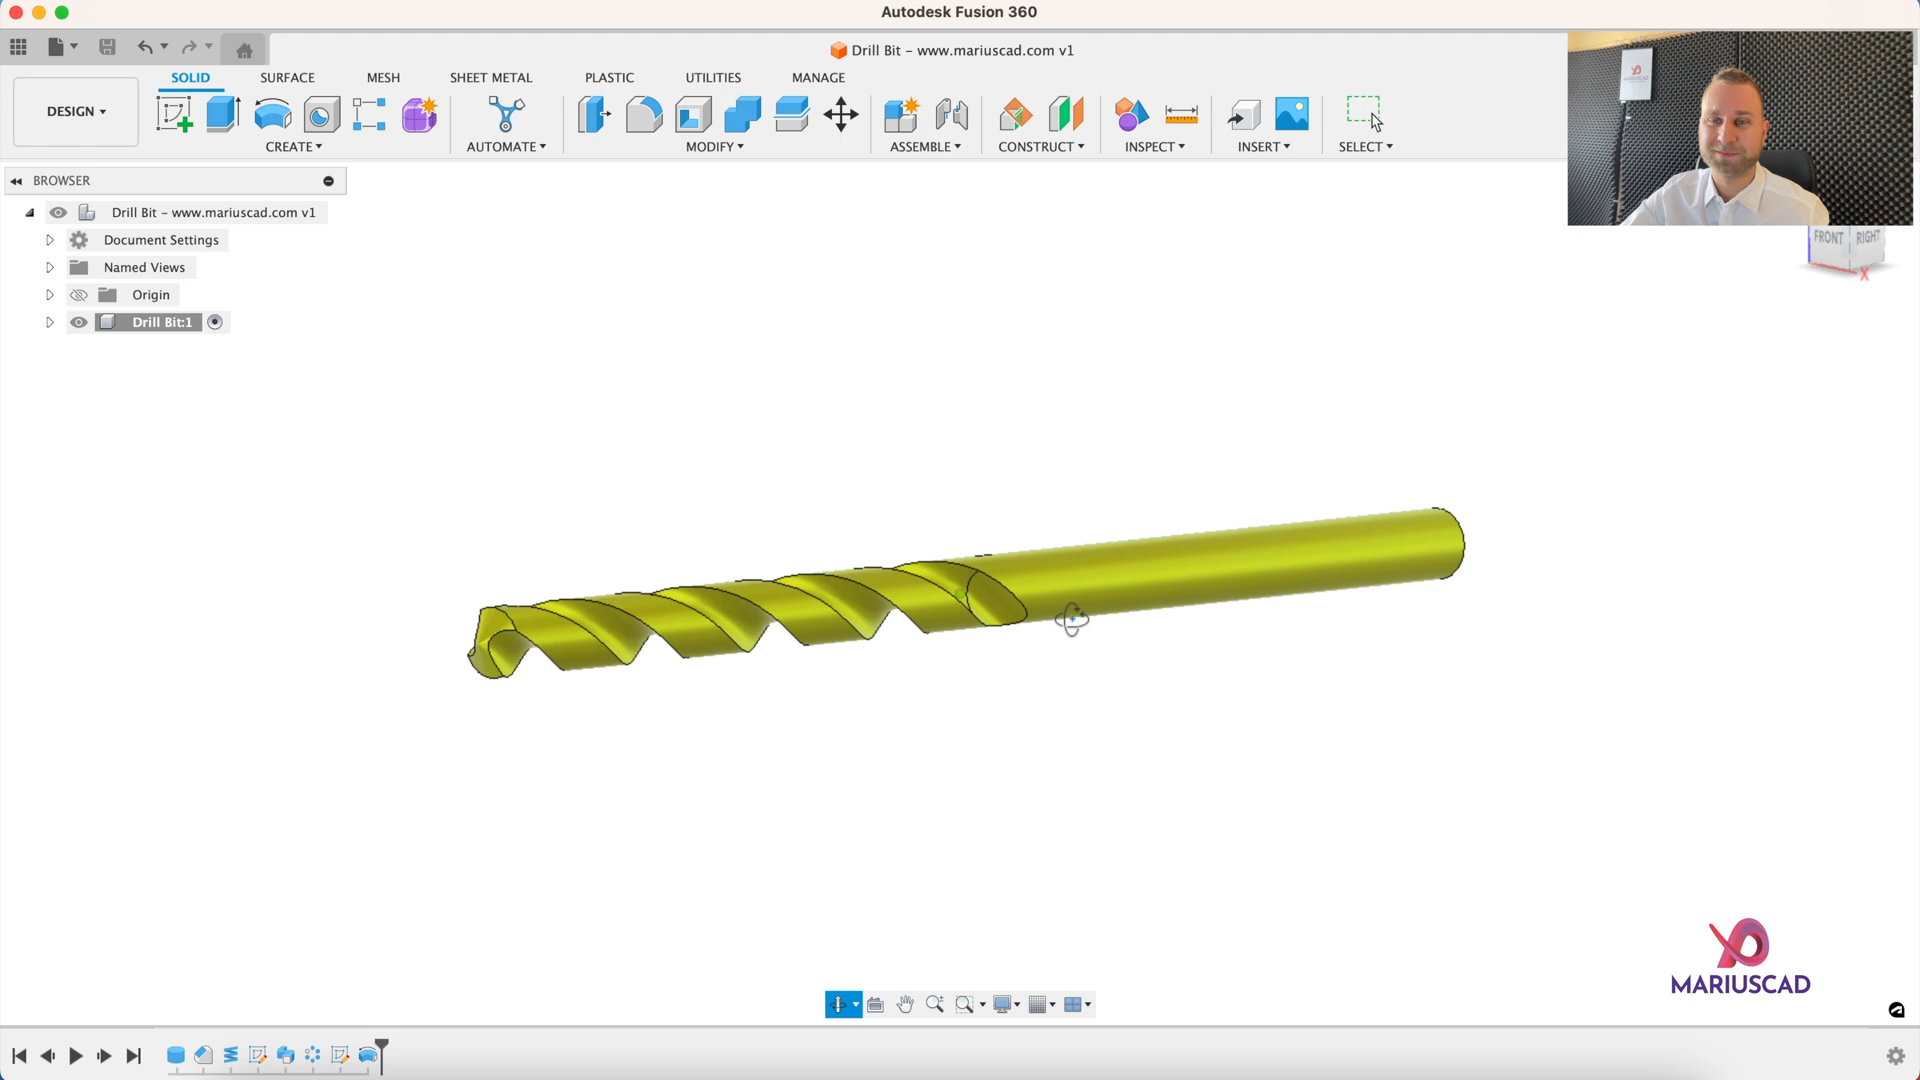 Autodesk Fusion 360
Drill Bit – www.mariuscad.com v1
SOLID SURFACE MESH SHEET METAL PLASTIC UTILITIES MANAGE
DESIGN
CREATE AUTOMATE MODIFY ASSEMBLE CONSTRUCT INSPECT INSERT SELECT
BROWSER
Drill Bit – www.mariuscad.com v1
Document Settings
Named Views
Origin
Drill Bit:1
FRONT RIGHT
X
MARIUSCAD